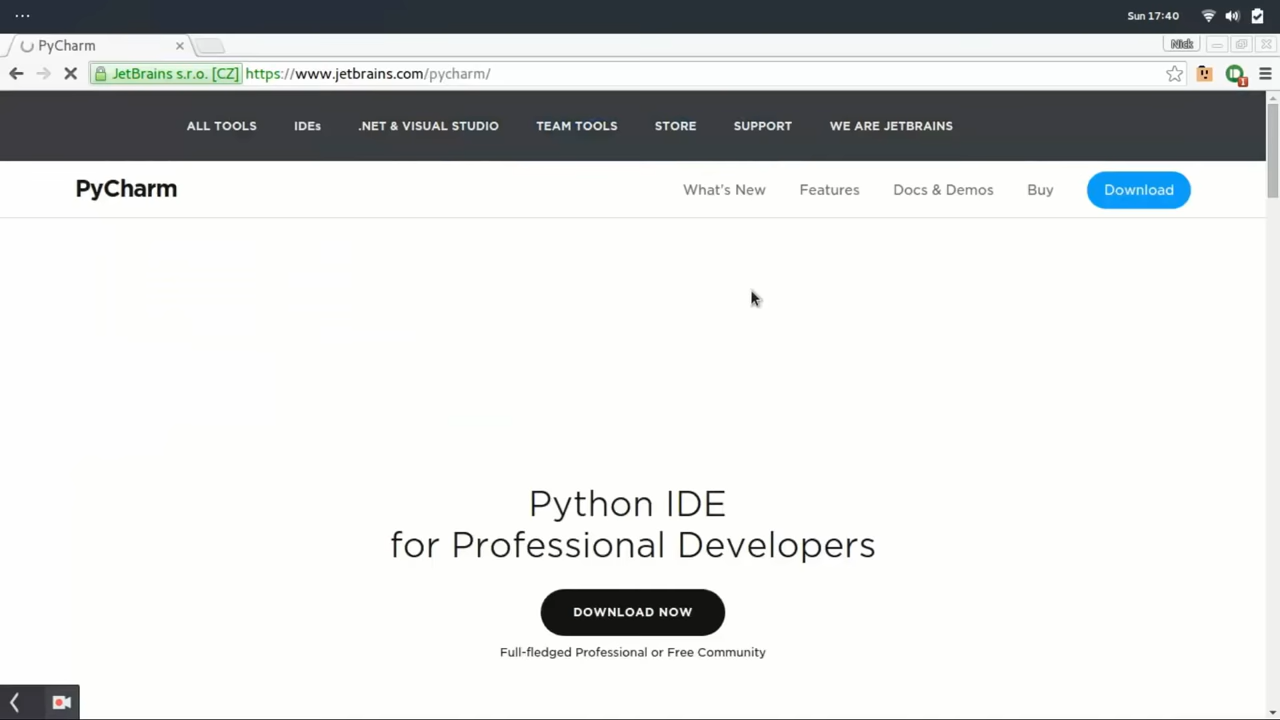 ...
Sun 17:40
PyCharm
Nick
JetBrains s.r.o. [CZ] https://www.jetbrains.com/pycharm/
1
ALL TOOLS IDEs .NET & VISUAL STUDIO TEAM TOOLS STORE SUPPORT WE ARE JETBRAINS
PyCharm What's New Features Docs & Demos Buy Download
Python IDE
for Professional Developers
DOWNLOAD NOW
Full-fledged Professional or Free Community